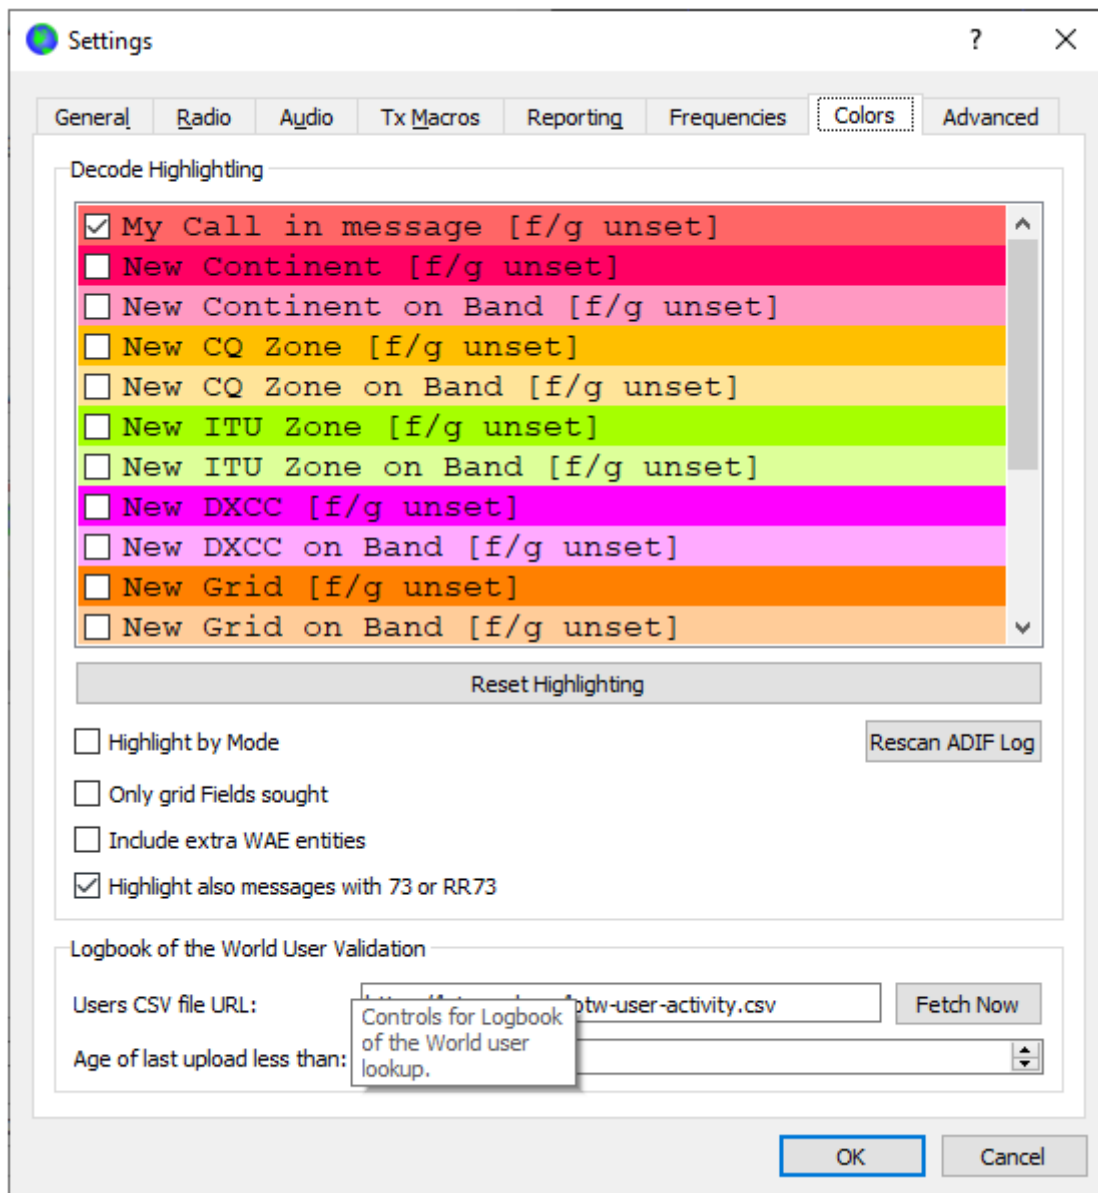 Settings
General Radio Audio Tx Macros Reporting Frequencies Colors Advanced
Decode Highlightling
My Call in message [f/g unset]
New Continent [f/g unset]
New Continent on Band [f/g unset]
New CQ Zone [f/g unset]
New CQ Zone on Band [f/g unset]
New ITU Zone [f/g unset]
New ITU Zone on Band [f/g unset]
New DXCC [f/g unset]
New DXCC on Band [f/g unset]
New Grid [f/g unset]
New Grid on Band [f/g unset]
Reset Highlighting
Highlight by Mode
Rescan ADIF Log
Only grid Fields sought
Include extra WAE entities
Highlight also messages with 73 or RR73
Logbook of the World User Validation
Users CSV file URL: otw-user-activity.csv Fetch Now
Controls for Logbook
of the World user
lookup.
Age of last upload less than:
OK Cancel